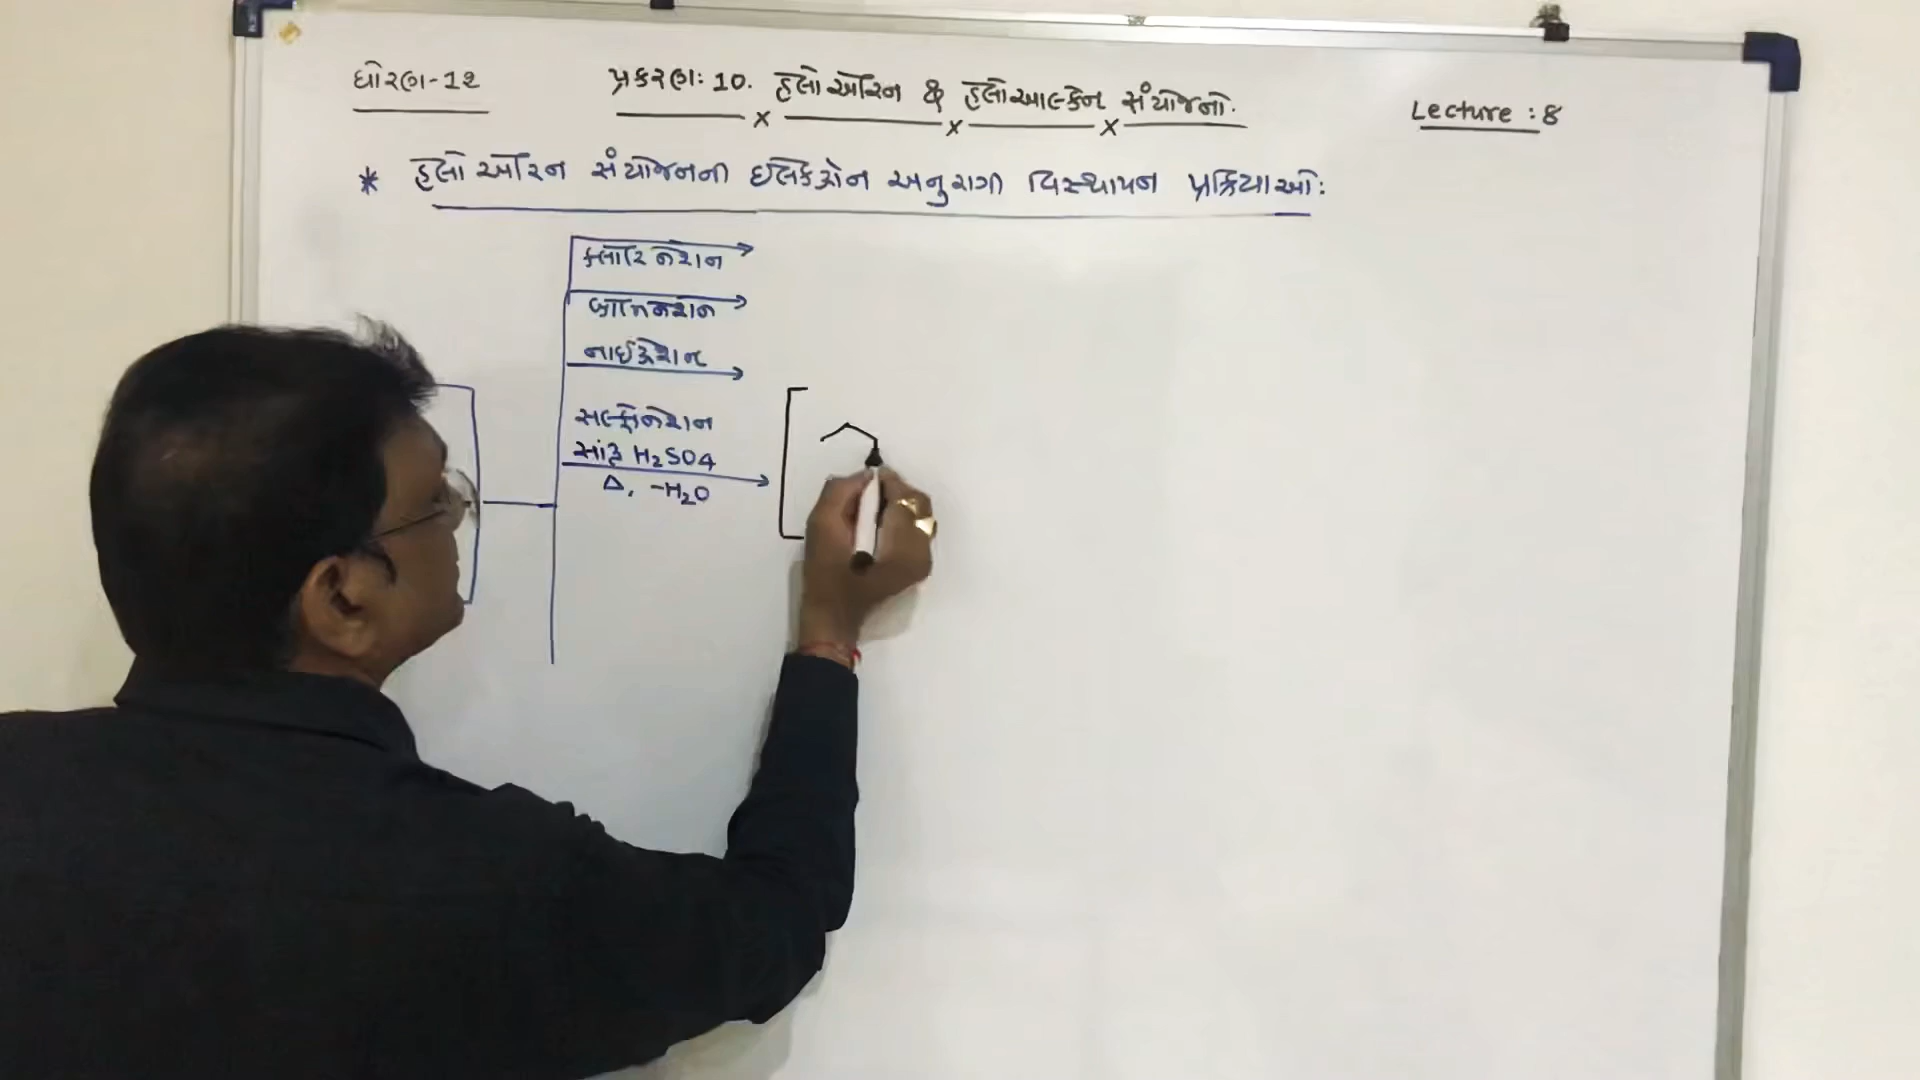 ધોરણ-12
પ્રકરણ: 10. હેલોએરિન & હેલોઆલ્કેન સંયોજનો.
Lecture : 8
* હેલોએરિન સંયોજનની ઇલેક્ટ્રોન અનુરાગી વિસ્થાપન પ્રક્રિયાઓ:
ક્લોરિનેશન
બ્રોમિનેશન
નાઈટ્રેશન
સલ્ફોનેશન
સાંદ્ર H₂SO₄
Δ, -H₂O